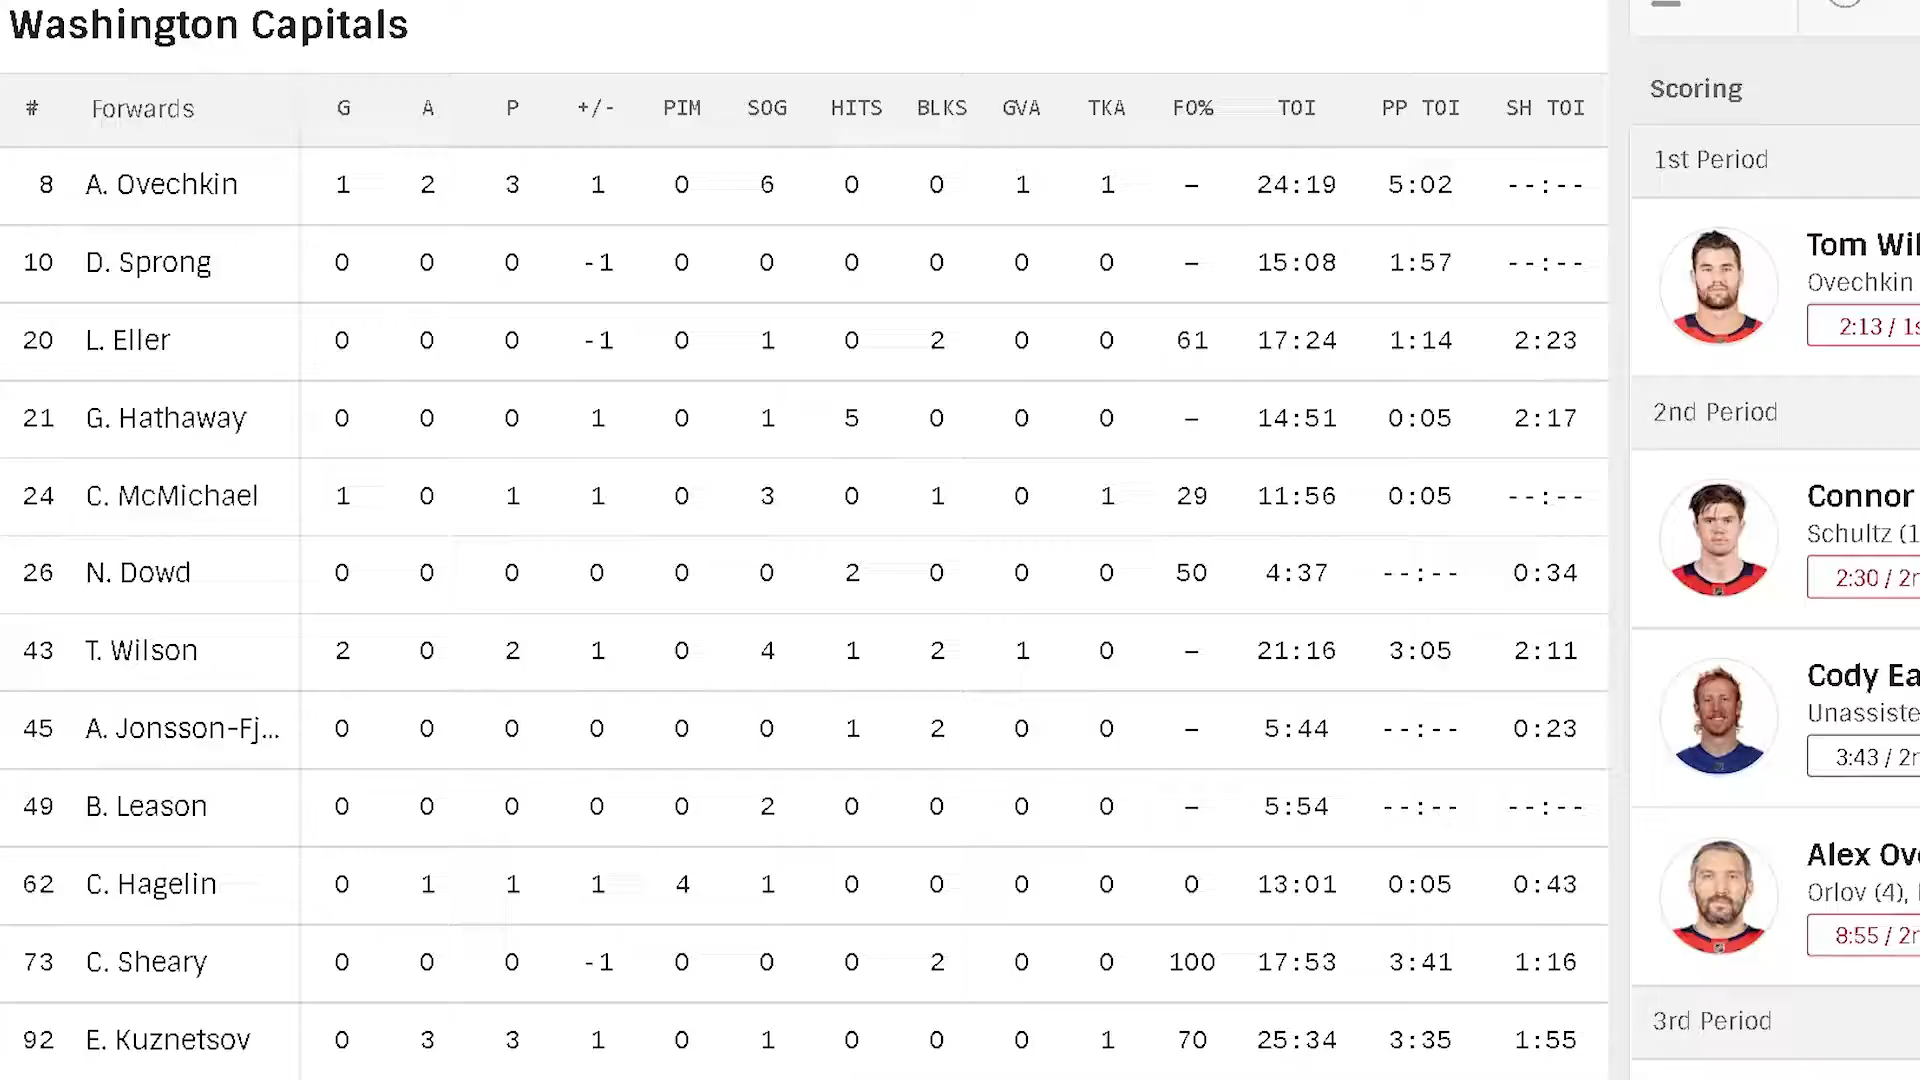 Washington Capitals
# Forwards G A P +/- PIM SOG HITS BLKS GVA TKA FO% TOI PP TOI SH TOI
8 A. Ovechkin 1 2 3 1 0 6 0 0 1 1 – 24:19 5:02 --:--
10 D. Sprong 0 0 0 -1 0 0 0 0 0 0 – 15:08 1:57 --:--
20 L. Eller 0 0 0 -1 0 1 0 2 0 0 61 17:24 1:14 2:23
21 G. Hathaway 0 0 0 1 0 1 5 0 0 0 – 14:51 0:05 2:17
24 C. McMichael 1 0 1 1 0 3 0 1 0 1 29 11:56 0:05 --:--
26 N. Dowd 0 0 0 0 0 0 2 0 0 0 50 4:37 --:-- 0:34
43 T. Wilson 2 0 2 1 0 4 1 2 1 0 – 21:16 3:05 2:11
45 A. Jonsson-Fj... 0 0 0 0 0 0 1 2 0 0 – 5:44 --:-- 0:23
49 B. Leason 0 0 0 0 0 2 0 0 0 0 – 5:54 --:-- --:--
62 C. Hagelin 0 1 1 1 4 1 0 0 0 0 0 13:01 0:05 0:43
73 C. Sheary 0 0 0 -1 0 0 0 2 0 0 100 17:53 3:41 1:16
92 E. Kuznetsov 0 3 3 1 0 1 0 0 0 1 70 25:34 3:35 1:55
Scoring
1st Period
Tom Wil
Ovechkin
2:13 / 1s
2nd Period
Connor
Schultz (1
2:30 / 2n
Cody Ea
Unassiste
3:43 / 2n
Alex Ove
Orlov (4),
8:55 / 2n
3rd Period